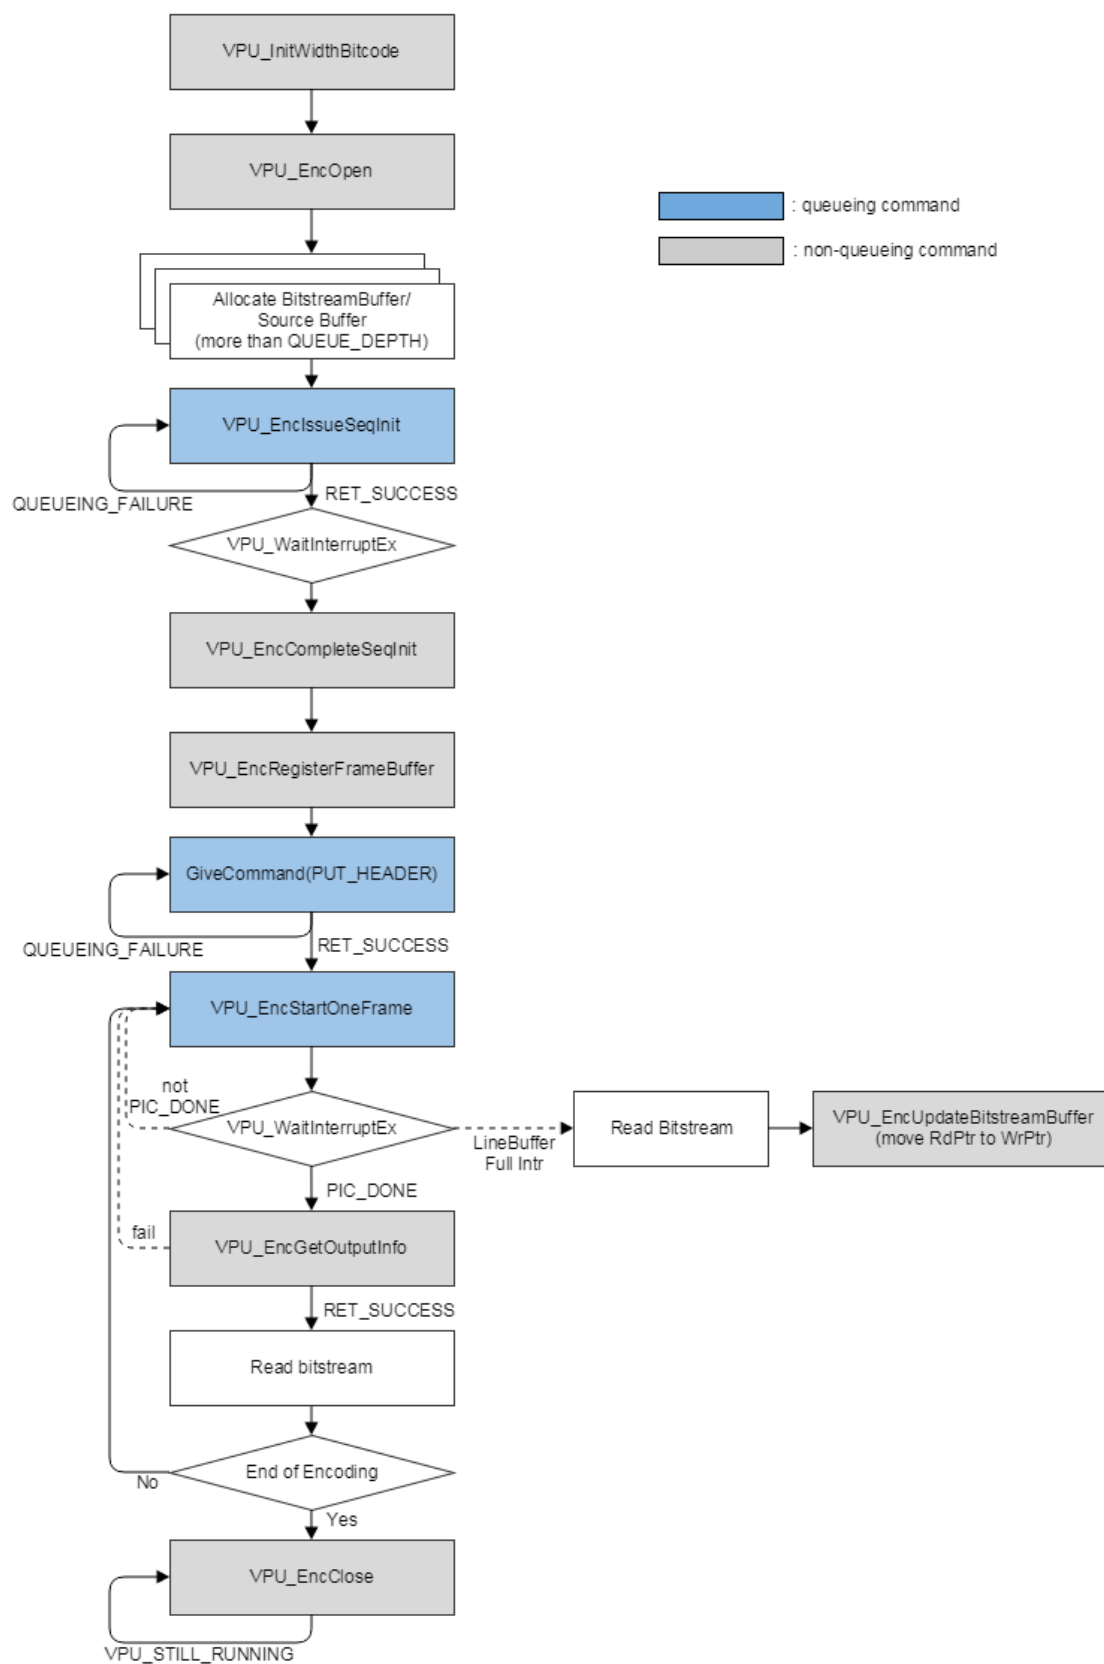 VPU_InitWidthBitcode
VPU_EncOpen
: queueing command
: non-queueing command
Allocate BitstreamBuffer/
Source Buffer
(more than QUEUE_DEPTH)
VPU_EncIssueSeqInit
QUEUEING_FAILURE
RET_SUCCESS
VPU_WaitInterruptEx
VPU_EncCompleteSeqInit
VPU_EncRegisterFrameBuffer
GiveCommand(PUT_HEADER)
QUEUEING_FAILURE
RET_SUCCESS
VPU_EncStartOneFrame
not
PIC_DONE
VPU_WaitInterruptEx
LineBuffer
Full Intr
Read Bitstream
VPU_EncUpdateBitstreamBuffer
(move RdPtr to WrPtr)
PIC_DONE
fail
VPU_EncGetOutputInfo
RET_SUCCESS
Read bitstream
End of Encoding
No
Yes
VPU_EncClose
VPU_STILL_RUNNING